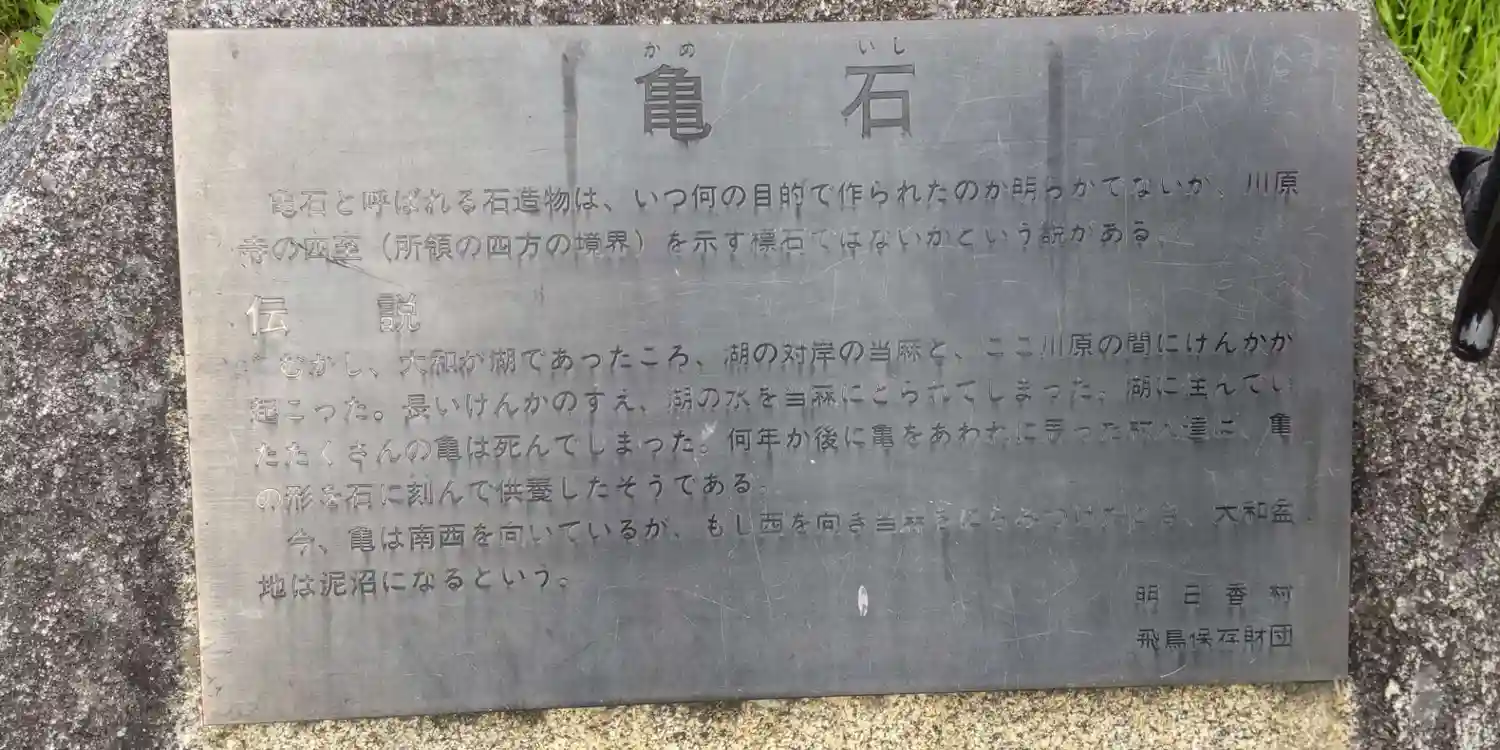 かめ いし
亀石
亀石と呼ばれる石造物は、いつ何の目的で作られたのか明らかでないが、川原
寺の四至（所領の四方の境界）を示す標石ではないかという説がある。
伝説
むかし、大和が湖であったころ、湖の対岸の当麻と、ここ川原の間にけんかが
起こった。長いけんかのすえ、湖の水を当麻にとられてしまった。湖に住んでい
たたくさんの亀は死んでしまった。何年か後に亀をあわれに思った村人達は、亀
の形を石に刻んで供養したそうである。
今、亀は南西を向いているが、もし西を向き当麻をにらみつけたとき、大和盆
地は泥沼になるという。
明日香村
飛鳥保存財団